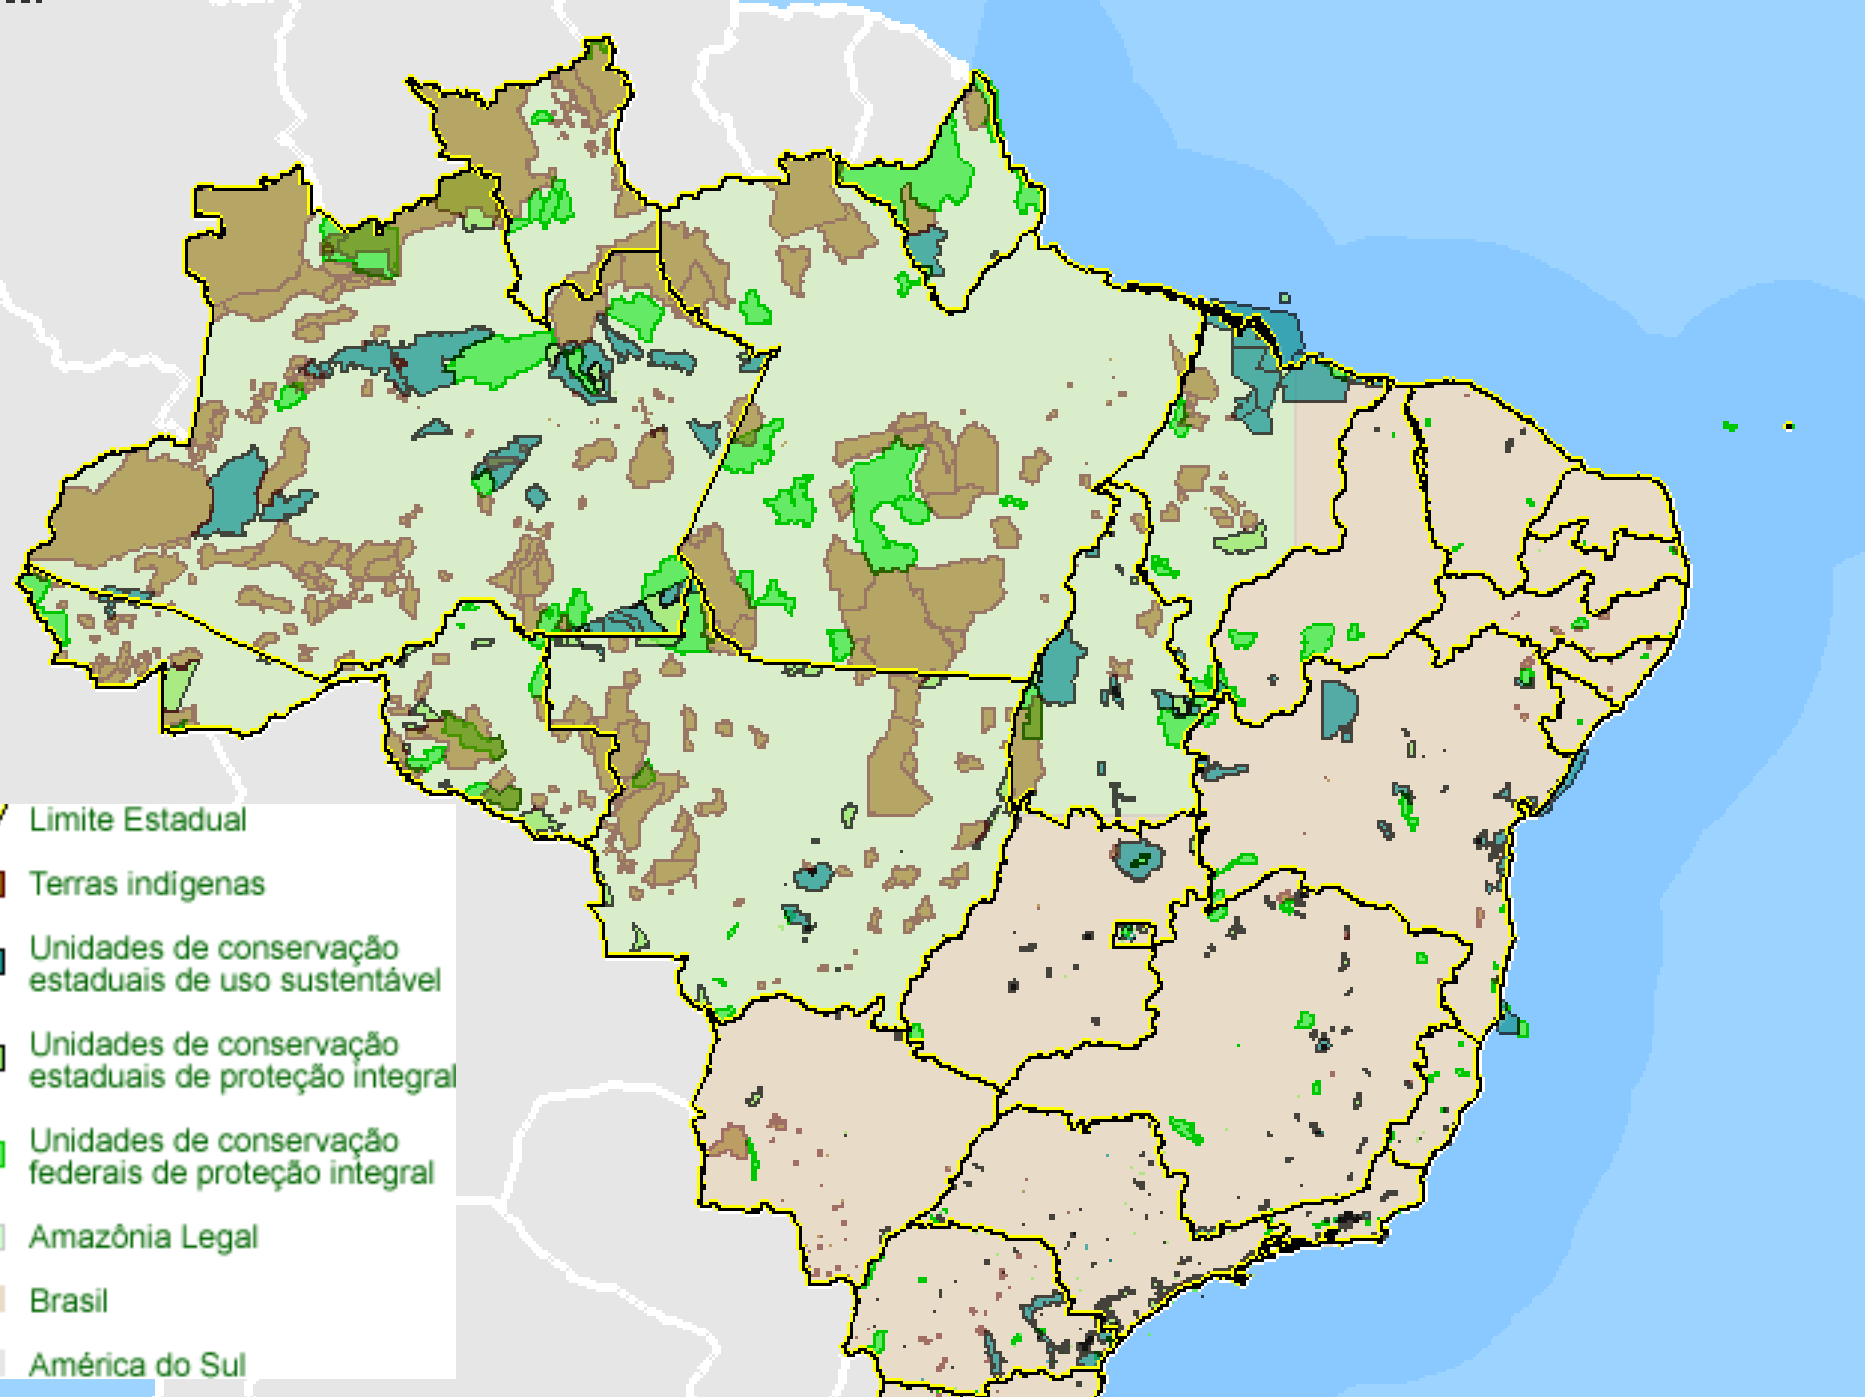 Limite Estadual
Terras indígenas
Unidades de conservação
estaduais de uso sustentável
Unidades de conservação
estaduais de proteção integral
Unidades de conservação
federais de proteção integral
Amazônia Legal
Brasil
América do Sul